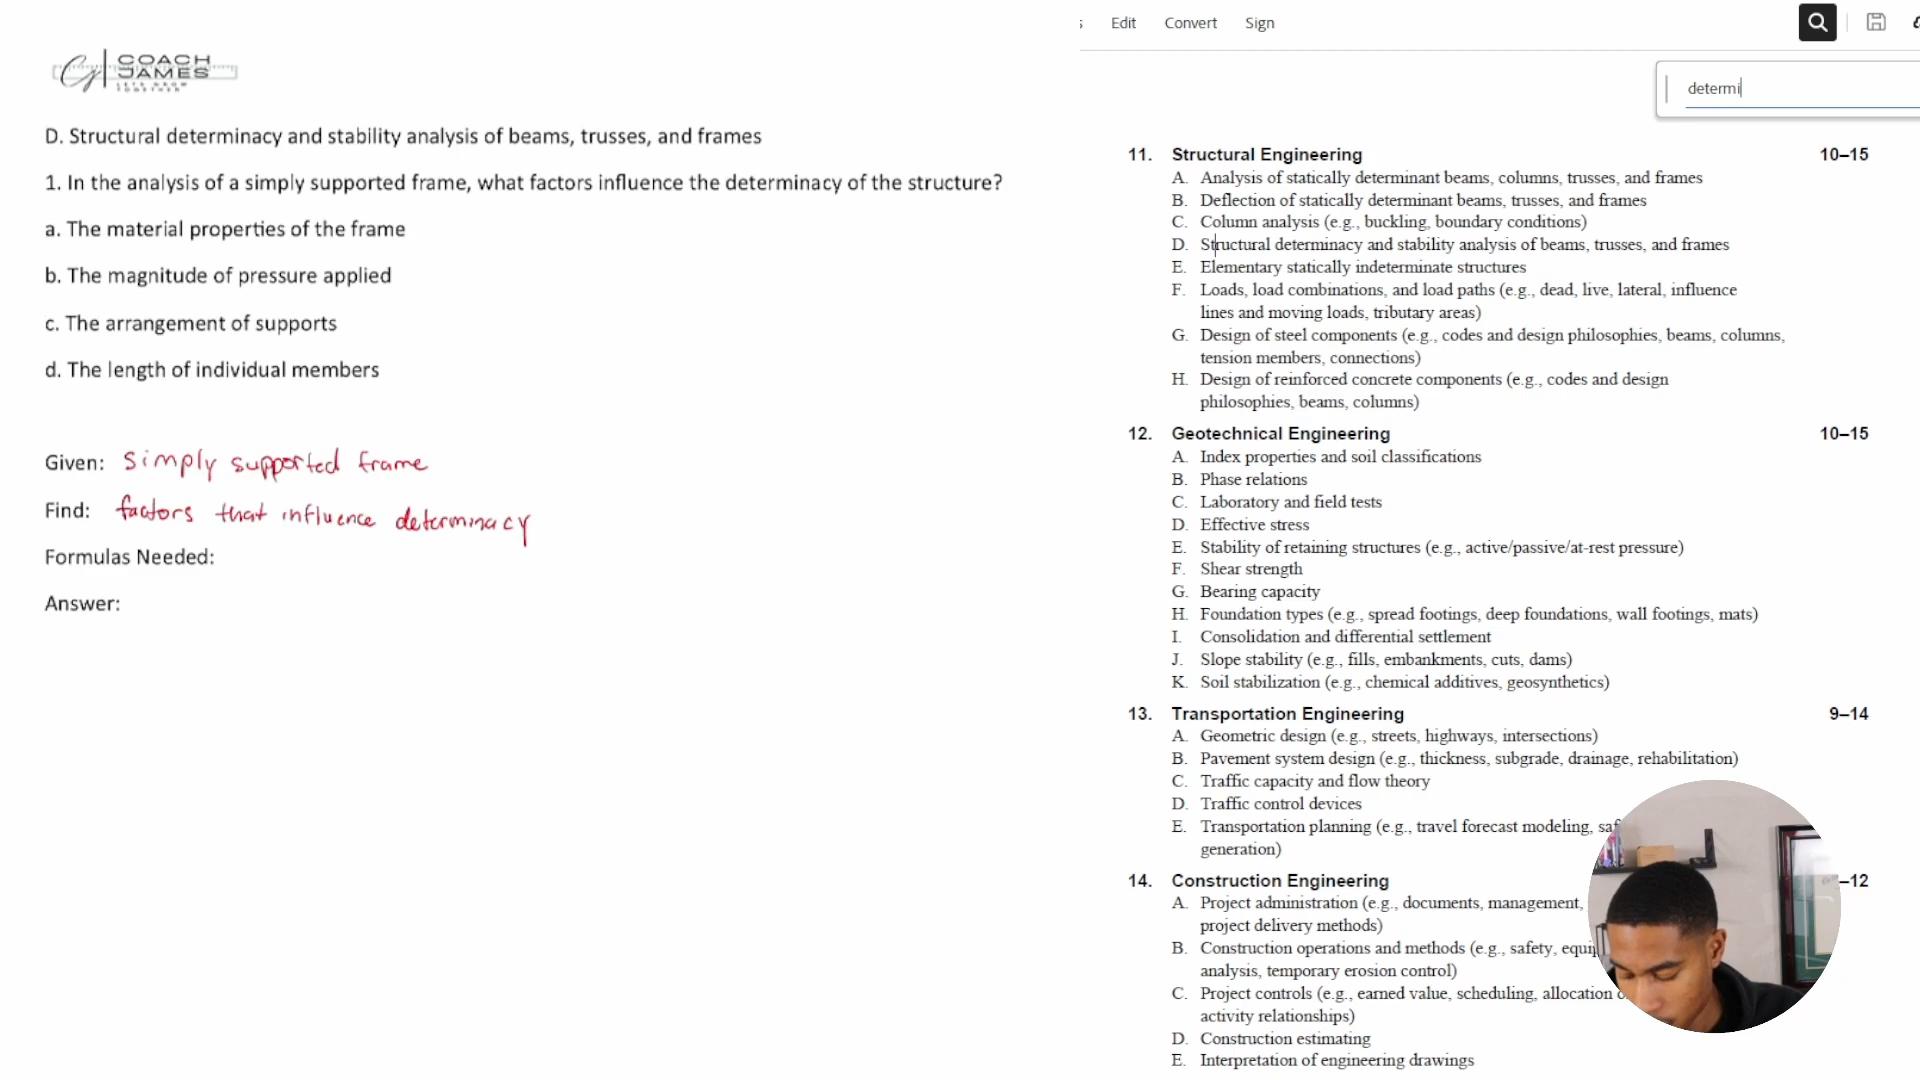 COACH
JAMES
LET'S GROW
TOGETHER
D. Structural determinacy and stability analysis of beams, trusses, and frames
1. In the analysis of a simply supported frame, what factors influence the determinacy of the structure?
a. The material properties of the frame
b. The magnitude of pressure applied
c. The arrangement of supports
d. The length of individual members
Given: Simply supported frame
Find: factors that influence determinacy
Formulas Needed:
Answer:
Edit Convert Sign
determi
11. Structural Engineering 10–15
A. Analysis of statically determinant beams, columns, trusses, and frames
B. Deflection of statically determinant beams, trusses, and frames
C. Column analysis (e.g., buckling, boundary conditions)
D. Structural determinacy and stability analysis of beams, trusses, and frames
E. Elementary statically indeterminate structures
F. Loads, load combinations, and load paths (e.g., dead, live, lateral, influence
lines and moving loads, tributary areas)
G. Design of steel components (e.g., codes and design philosophies, beams, columns,
tension members, connections)
H. Design of reinforced concrete components (e.g., codes and design
philosophies, beams, columns)
12. Geotechnical Engineering 10–15
A. Index properties and soil classifications
B. Phase relations
C. Laboratory and field tests
D. Effective stress
E. Stability of retaining structures (e.g., active/passive/at-rest pressure)
F. Shear strength
G. Bearing capacity
H. Foundation types (e.g., spread footings, deep foundations, wall footings, mats)
I. Consolidation and differential settlement
J. Slope stability (e.g., fills, embankments, cuts, dams)
K. Soil stabilization (e.g., chemical additives, geosynthetics)
13. Transportation Engineering 9–14
A. Geometric design (e.g., streets, highways, intersections)
B. Pavement system design (e.g., thickness, subgrade, drainage, rehabilitation)
C. Traffic capacity and flow theory
D. Traffic control devices
E. Transportation planning (e.g., travel forecast modeling, saf
generation)
14. Construction Engineering –12
A. Project administration (e.g., documents, management,
project delivery methods)
B. Construction operations and methods (e.g., safety, equi
analysis, temporary erosion control)
C. Project controls (e.g., earned value, scheduling, allocation
activity relationships)
D. Construction estimating
E. Interpretation of engineering drawings